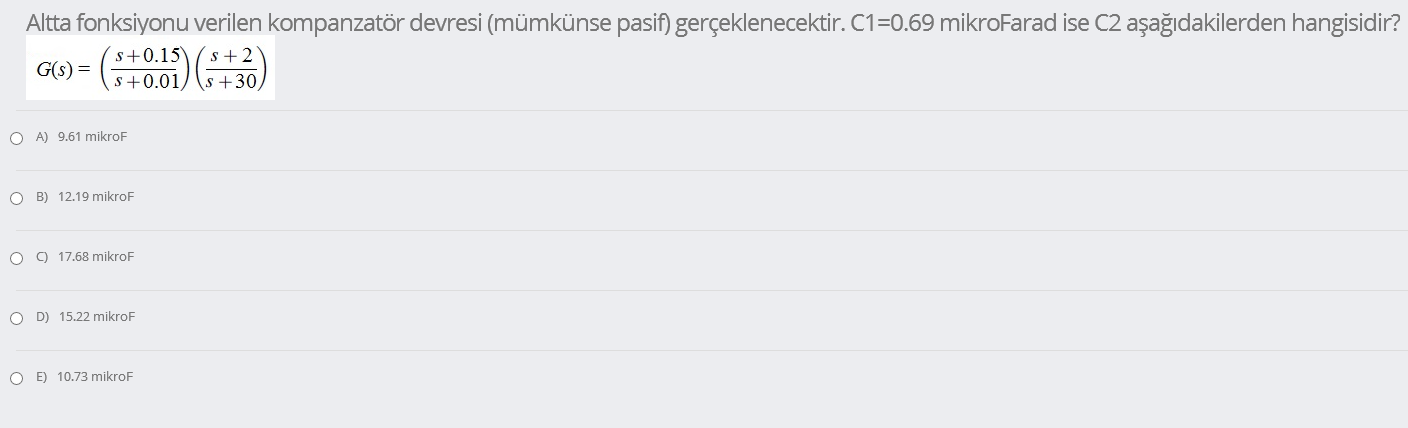 Altta fonksiyonu verilen kompanzatör devresi (mümkünse pasif) gerçeklenecektir. C1=0.69 mikroFarad ise C2 aşağıdakilerden hangisidir?
G(s) = ((s+0.15)/(s+0.01))((s+2)/(s+30))
A) 9.61 mikroF
B) 12.19 mikroF
C) 17.68 mikroF
D) 15.22 mikroF
E) 10.73 mikroF